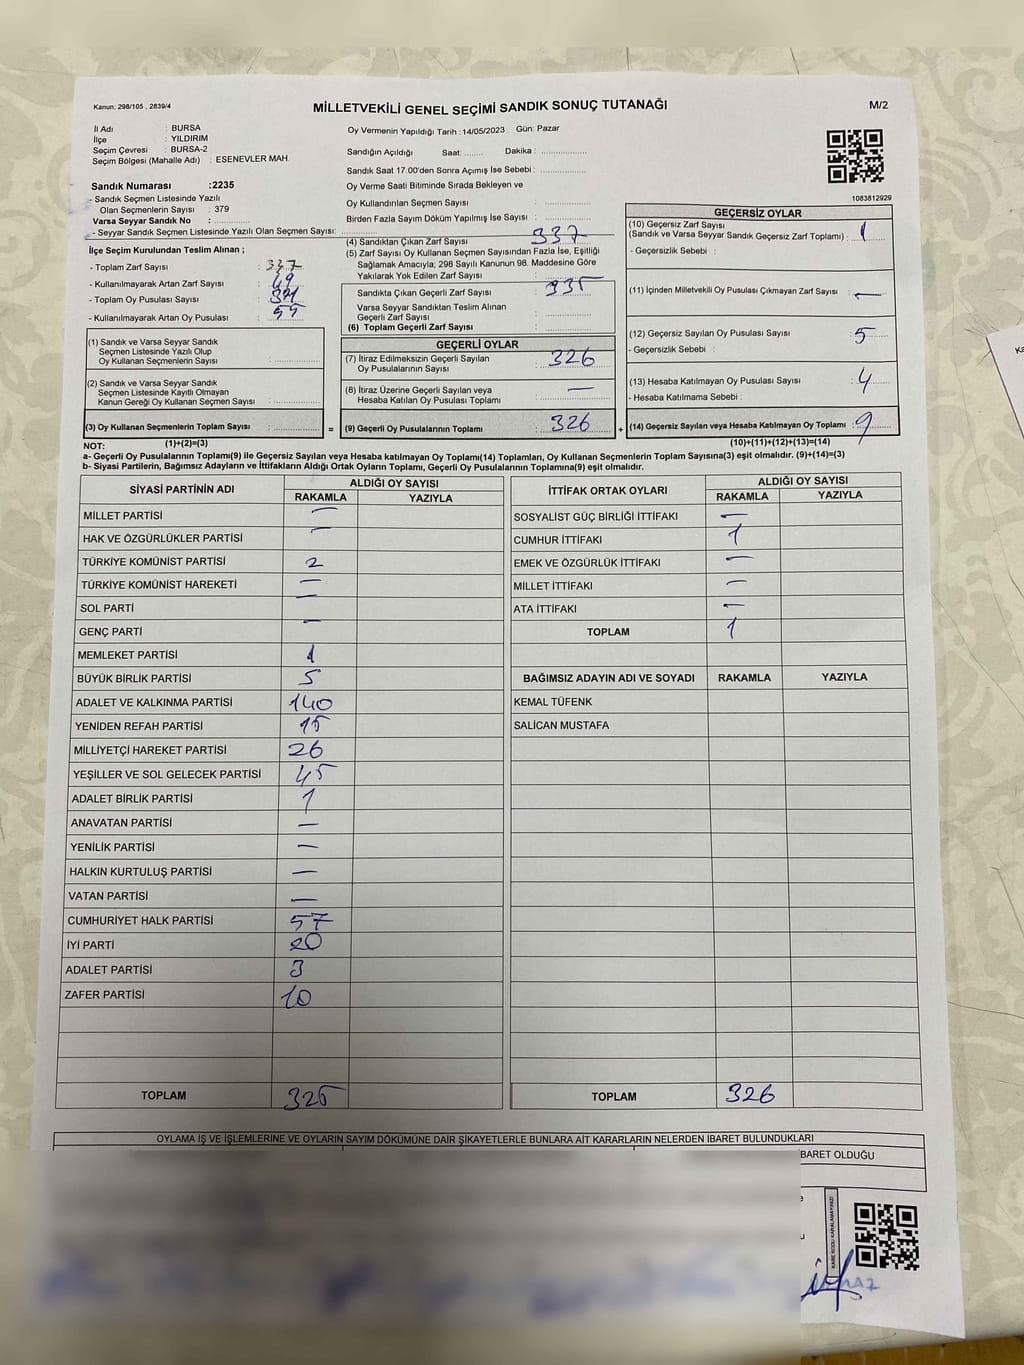 Kanun; 298/105 , 2839/4
MİLLETVEKİLİ GENEL SEÇİMİ SANDIK SONUÇ TUTANAĞI
M/2
İl Adı : BURSA
İlçe : YILDIRIM
Seçim Çevresi : BURSA-2
Seçim Bölgesi (Mahalle Adı) : ESENEVLER MAH.
Sandık Numarası :2235
- Sandık Seçmen Listesinde Yazılı
Olan Seçmenlerin Sayısı : 379
Varsa Seyyar Sandık No :
- Seyyar Sandık Seçmen Listesinde Yazılı Olan Seçmen Sayısı:
İlçe Seçim Kurulundan Teslim Alınan ;
- Toplam Zarf Sayısı :
- Kullanılmayarak Artan Zarf Sayısı :
- Toplam Oy Pusulası Sayısı :
- Kullanılmayarak Artan Oy Pusulası :
(1) Sandık ve Varsa Seyyar Sandık
Seçmen Listesinde Yazılı Olup
Oy Kullanan Seçmenlerin Sayısı :
(2) Sandık ve Varsa Seyyar Sandık
Seçmen Listesinde Kayıtlı Olmayan
Kanun Gereği Oy Kullanan Seçmen Sayısı :
(3) Oy Kullanan Seçmenlerin Toplam Sayısı :
Oy Vermenin Yapıldığı Tarih : 14/05/2023 Gün: Pazar
Sandığın Açıldığı Saat: ........ Dakika :
Sandık Saat 17:00'den Sonra Açımış İse Sebebi :
Oy Verme Saati Bitiminde Sırada Bekleyen ve
Oy Kullandırılan Seçmen Sayısı :
Birden Fazla Sayım Döküm Yapılmış İse Sayısı :
(4) Sandıktan Çıkan Zarf Sayısı : 337
(5) Zarf Sayısı Oy Kullanan Seçmen Sayısından Fazla İse, Eşitliği
Sağlamak Amacıyla; 298 Sayılı Kanunun 98. Maddesine Göre
Yakılarak Yok Edilen Zarf Sayısı :
Sandıkta Çıkan Geçerli Zarf Sayısı : 335
Varsa Seyyar Sandıktan Teslim Alınan
Geçerli Zarf Sayısı :
(6) Toplam Geçerli Zarf Sayısı :
GEÇERLİ OYLAR
(7) İtiraz Edilmeksizin Geçerli Sayılan
Oy Pusulalarının Sayısı : 326
(8) İtiraz Üzerine Geçerli Sayılan veya
Hesaba Katılan Oy Pusulası Toplamı : —
= (9) Geçerli Oy Pusulalarının Toplamı : 326
1083812929
GEÇERSİZ OYLAR
(10) Geçersiz Zarf Sayısı
(Sandık ve Varsa Seyyar Sandık Geçersiz Zarf Toplamı) : 1
- Geçersizlik Sebebi :
(11) İçinden Milletvekili Oy Pusulası Çıkmayan Zarf Sayısı : —
(12) Geçersiz Sayılan Oy Pusulası Sayısı : 5
- Geçersizlik Sebebi :
(13) Hesaba Katılmayan Oy Pusulası Sayısı : 4
- Hesaba Katılmama Sebebi :
+ (14) Geçersiz Sayılan veya Hesaba Katılmayan Oy Toplamı : 9
NOT: (1)+(2)=(3)
(10)+(11)+(12)+(13)=(14)
a- Geçerli Oy Pusulalarının Toplamı(9) ile Geçersiz Sayılan veya Hesaba katılmayan Oy Toplamı(14) Toplamları, Oy Kullanan Seçmenlerin Toplam Sayısına(3) eşit olmalıdır. (9)+(14)=(3)
b- Siyasi Partilerin, Bağımsız Adayların ve İttifakların Aldığı Ortak Oyların Toplamı, Geçerli Oy Pusulalarının Toplamına(9) eşit olmalıdır.
SİYASİ PARTİNİN ADI
ALDIĞI OY SAYISI
RAKAMLA YAZIYLA
MİLLET PARTİSİ —
HAK VE ÖZGÜRLÜKLER PARTİSİ —
TÜRKİYE KOMÜNİST PARTİSİ 2
TÜRKİYE KOMÜNİST HAREKETİ —
SOL PARTİ —
GENÇ PARTİ —
MEMLEKET PARTİSİ 1
BÜYÜK BİRLİK PARTİSİ 5
ADALET VE KALKINMA PARTİSİ 140
YENİDEN REFAH PARTİSİ 15
MİLLİYETÇİ HAREKET PARTİSİ 26
YEŞİLLER VE SOL GELECEK PARTİSİ 45
ADALET BİRLİK PARTİSİ 1
ANAVATAN PARTİSİ —
YENİLİK PARTİSİ —
HALKIN KURTULUŞ PARTİSİ —
VATAN PARTİSİ —
CUMHURİYET HALK PARTİSİ 57
İYİ PARTİ 20
ADALET PARTİSİ 3
ZAFER PARTİSİ 10
TOPLAM 325
İTTİFAK ORTAK OYLARI
ALDIĞI OY SAYISI
RAKAMLA YAZIYLA
SOSYALİST GÜÇ BİRLİĞİ İTTİFAKI —
CUMHUR İTTİFAKI 1
EMEK VE ÖZGÜRLÜK İTTİFAKI —
MİLLET İTTİFAKI —
ATA İTTİFAKI —
TOPLAM 1
BAĞIMSIZ ADAYIN ADI VE SOYADI RAKAMLA YAZIYLA
KEMAL TÜFENK
SALİCAN MUSTAFA
TOPLAM 326
OYLAMA İŞ VE İŞLEMLERİNE VE OYLARIN SAYIM DÖKÜMÜNE DAİR ŞİKAYETLERLE BUNLARA AİT KARARLARIN NELERDEN İBARET BULUNDUKLARI
BARET OLDUĞU